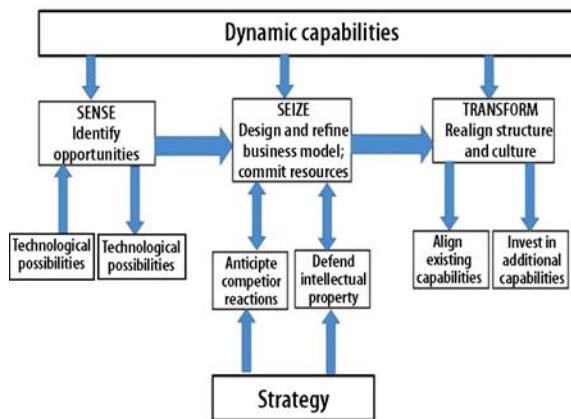 Dynamic capabilities
SENSE
Identify
opportunities
SEIZE
Design and refine
business model;
commit resources
TRANSFORM
Realign structure
and culture
Technological
possibilities
Technological
possibilities
Anticipte
competior
reactions
Defend
intellectual
property
Align
existing
capabilities
Invest in
additional
capabilities
Strategy